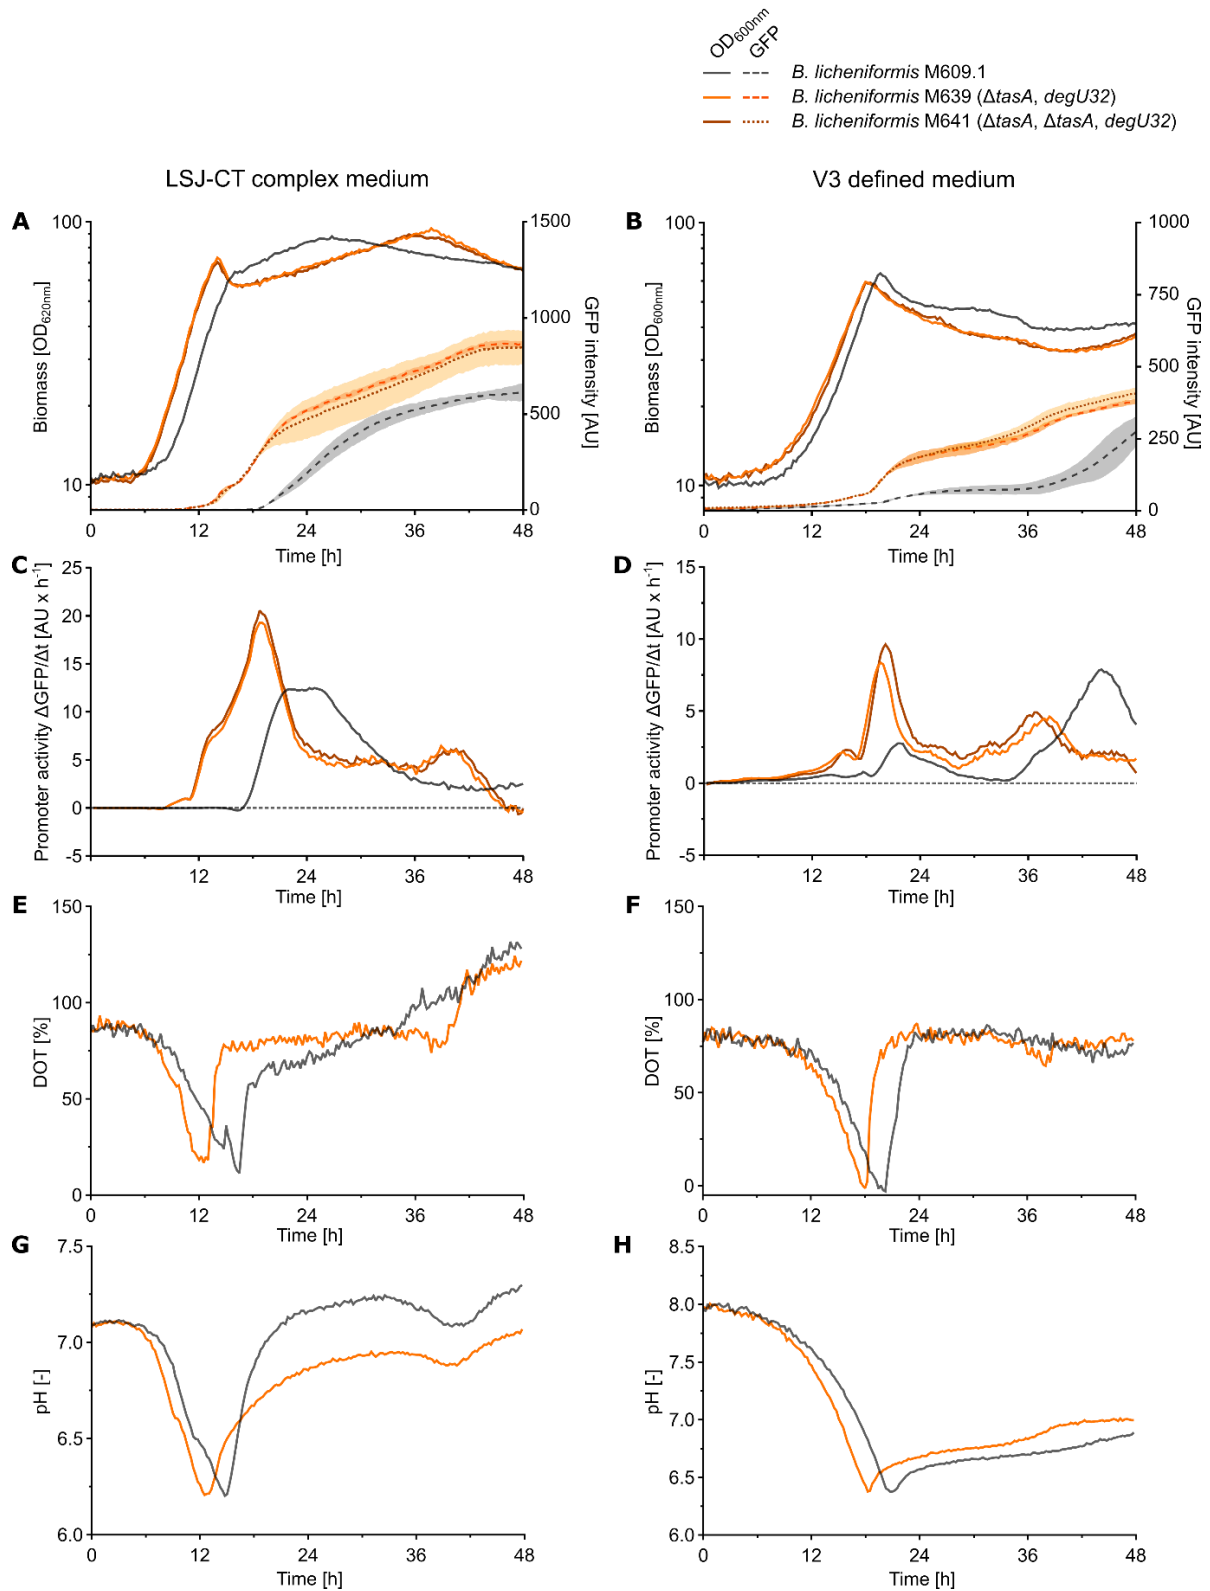 OD600nm
GFP
B. licheniformis M609.1
B. licheniformis M639 (ΔtasA, degU32)
B. licheniformis M641 (ΔtasA, ΔtasA, degU32)
LSJ-CT complex medium
V3 defined medium
A
Biomass [OD620nm]
100
10
1500
1000
500
0
GFP intensity [AU]
0 12 24 36 48
Time [h]
B
Biomass [OD600nm]
100
10
1000
750
500
250
0
GFP intensity [AU]
0 12 24 36 48
Time [h]
C
Promoter activity ΔGFP/Δt [AU x h-1]
25
20
15
10
5
0
-5
0 12 24 36 48
Time [h]
D
Promoter activity ΔGFP/Δt [AU x h-1]
15
10
5
0
-5
0 12 24 36 48
Time [h]
E
DOT [%]
150
100
50
0
0 12 24 36 48
Time [h]
F
DOT [%]
150
100
50
0
0 12 24 36 48
Time [h]
G
pH [-]
7.5
7.0
6.5
6.0
0 12 24 36 48
Time [h]
H
pH [-]
8.5
8.0
7.5
7.0
6.5
6.0
0 12 24 36 48
Time [h]